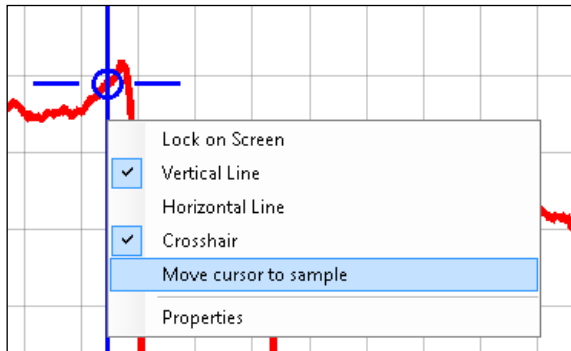 Lock on Screen
Vertical Line
Horizontal Line
Crosshair
Move cursor to sample
Properties